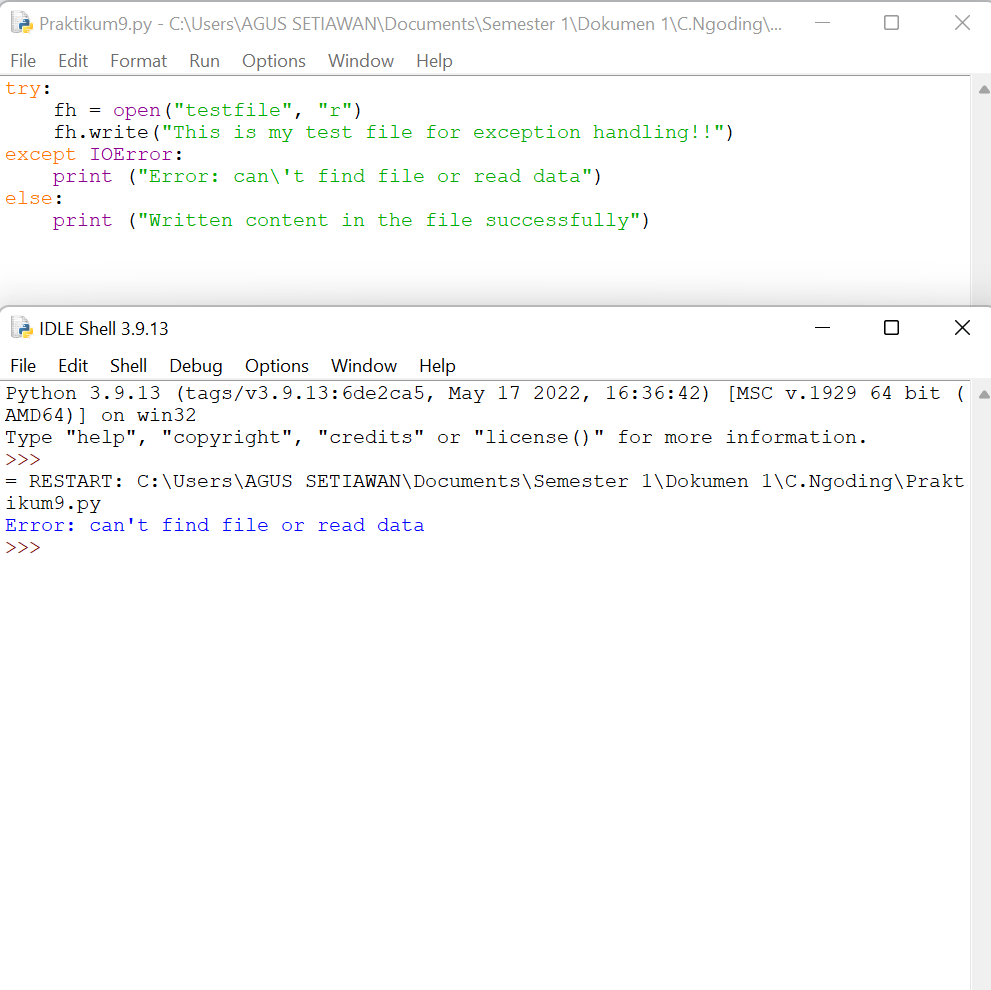 Praktikum9.py - C:\Users\AGUS SETIAWAN\Documents\Semester 1\Dokumen 1\C.Ngoding\...
File Edit Format Run Options Window Help
try:
    fh = open("testfile", "r")
    fh.write("This is my test file for exception handling!!")
except IOError:
    print ("Error: can\'t find file or read data")
else:
    print ("Written content in the file successfully")
IDLE Shell 3.9.13
File Edit Shell Debug Options Window Help
Python 3.9.13 (tags/v3.9.13:6de2ca5, May 17 2022, 16:36:42) [MSC v.1929 64 bit (
AMD64)] on win32
Type "help", "copyright", "credits" or "license()" for more information.
>>>
= RESTART: C:\Users\AGUS SETIAWAN\Documents\Semester 1\Dokumen 1\C.Ngoding\Prakt
ikum9.py
Error: can't find file or read data
>>>